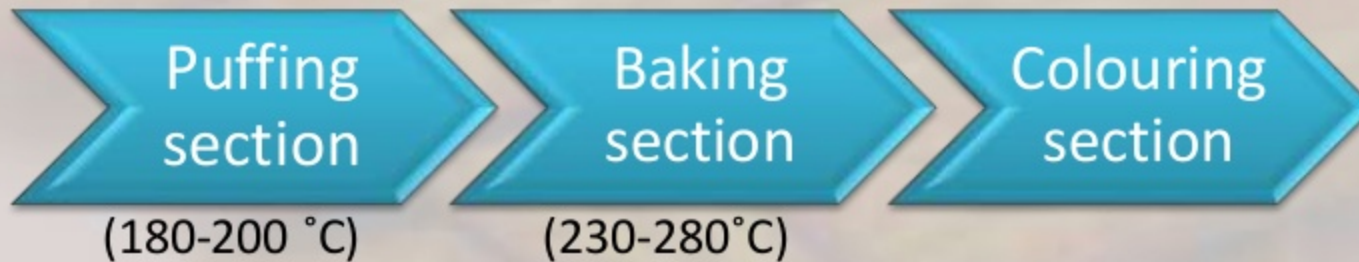 Puffing
section
Baking
section
Colouring
section
(180-200 ˚C)
(230-280˚C)